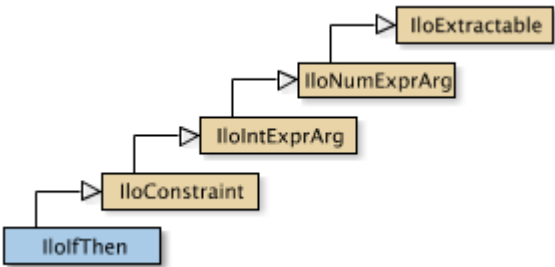 IloExtractable
IloNumExprArg
IloIntExprArg
IloConstraint
IloIfThen